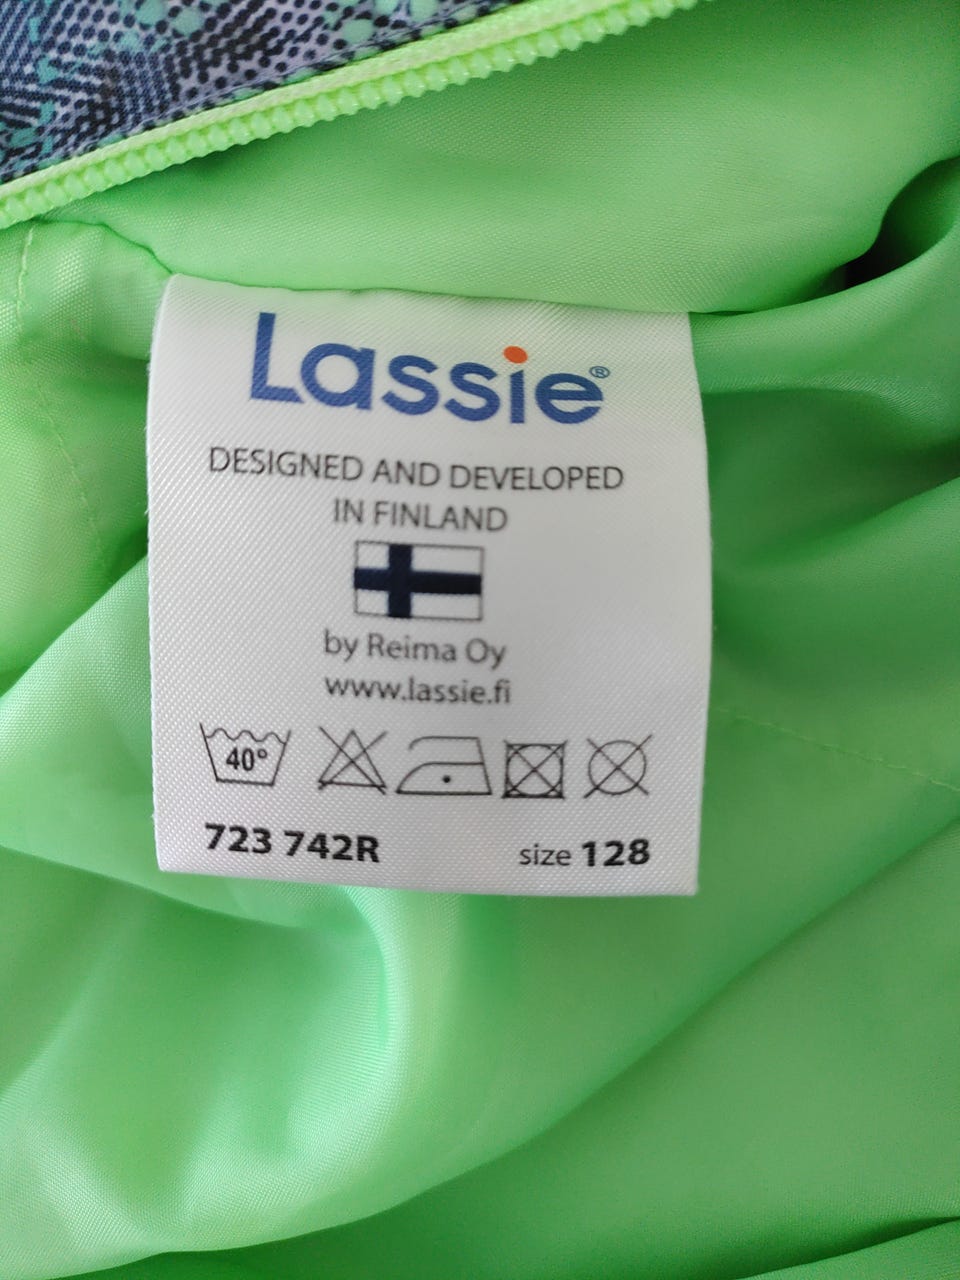 Lassie®
DESIGNED AND DEVELOPED
IN FINLAND
by Reima Oy
www.lassie.fi
40°
723 742R size 128